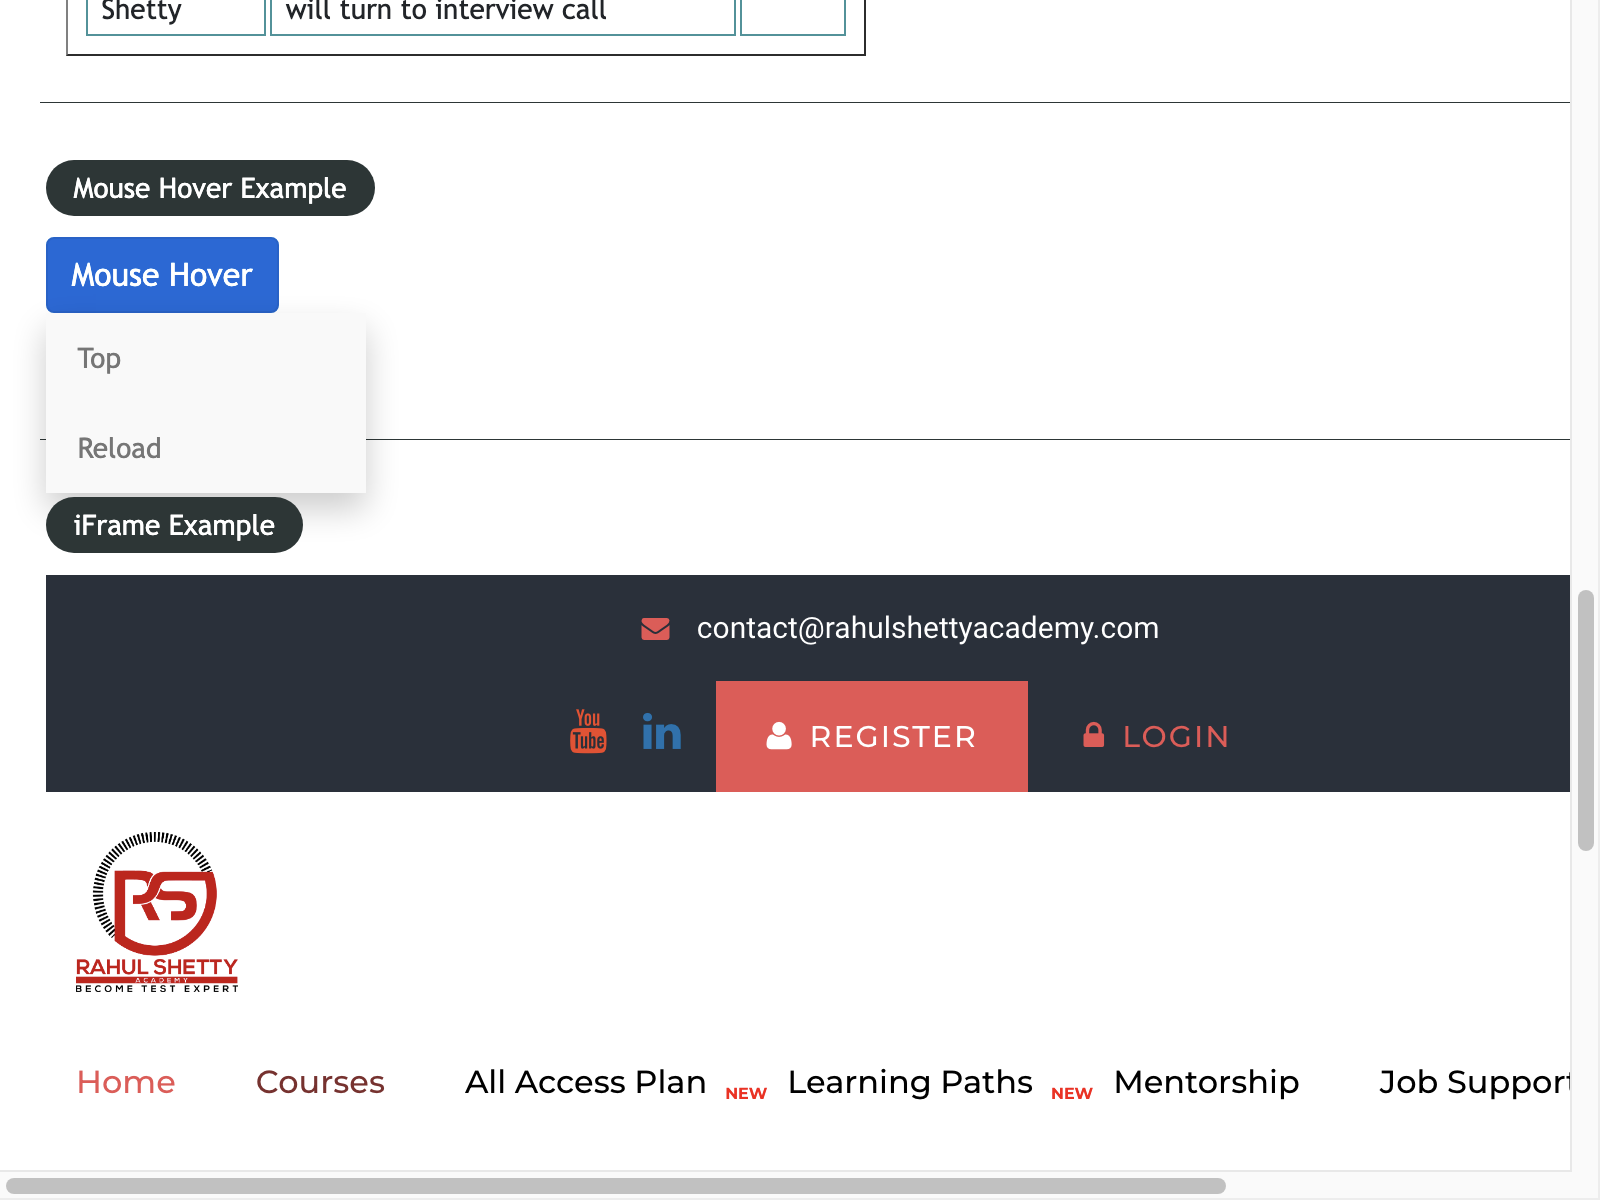 Shetty will turn to interview call
Mouse Hover Example
Mouse Hover
Top
Reload
iFrame Example
contact@rahulshettyacademy.com
You Tube in REGISTER LOGIN
RS
RAHUL SHETTY
ACADEMY
BECOME TEST EXPERT
Home Courses All Access Plan NEW Learning Paths NEW Mentorship Job Support